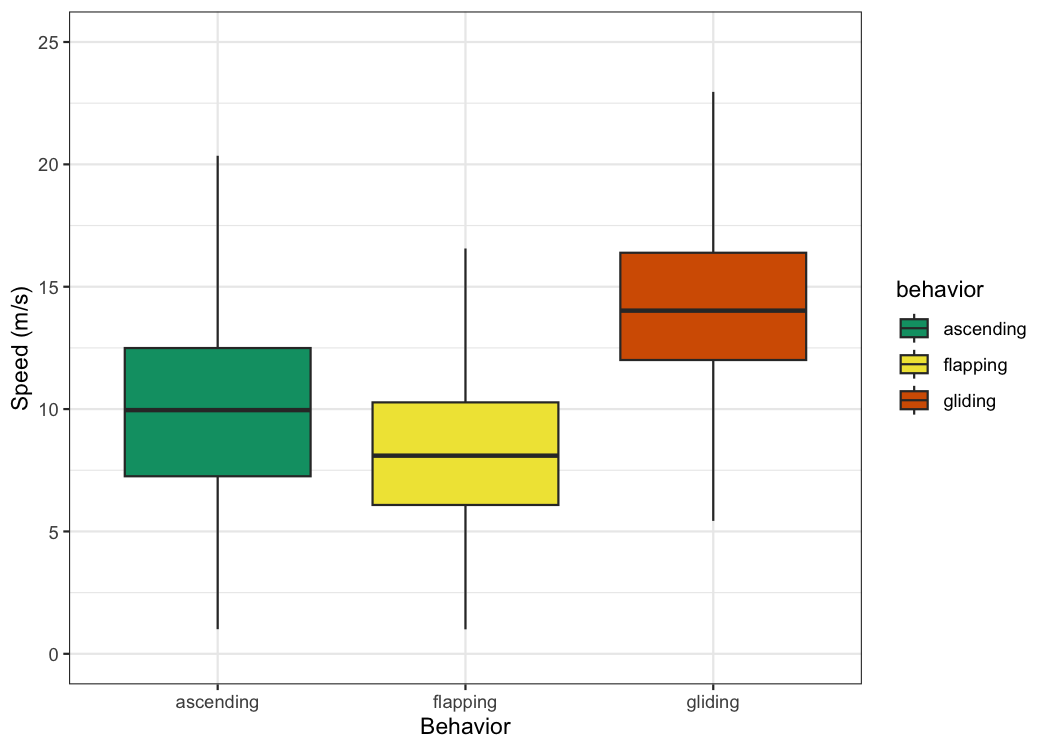 25
20
15
10
5
0
Speed (m/s)
ascending
flapping
gliding
Behavior
behavior
ascending
flapping
gliding